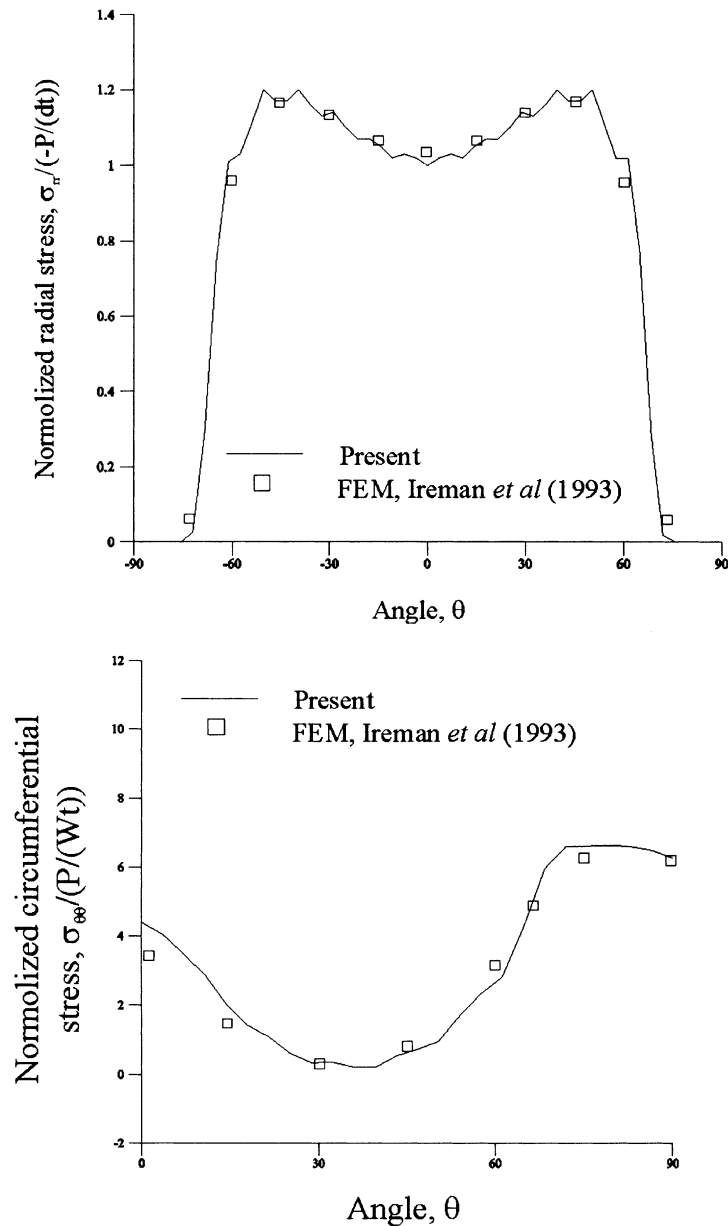 1.4
1.2
1
0.8
0.6
0.4
0.2
0
Normolized radial stress, σrr/(-P/(dt))
Present
FEM, Ireman et al (1993)
-90 -60 -30 0 30 60 90
Angle, θ
12
10
8
6
4
2
0
-2
Normolized circumferential
stress, σθθ/(P/(Wt))
Present
FEM, Ireman et al (1993)
0 30 60 90
Angle, θ